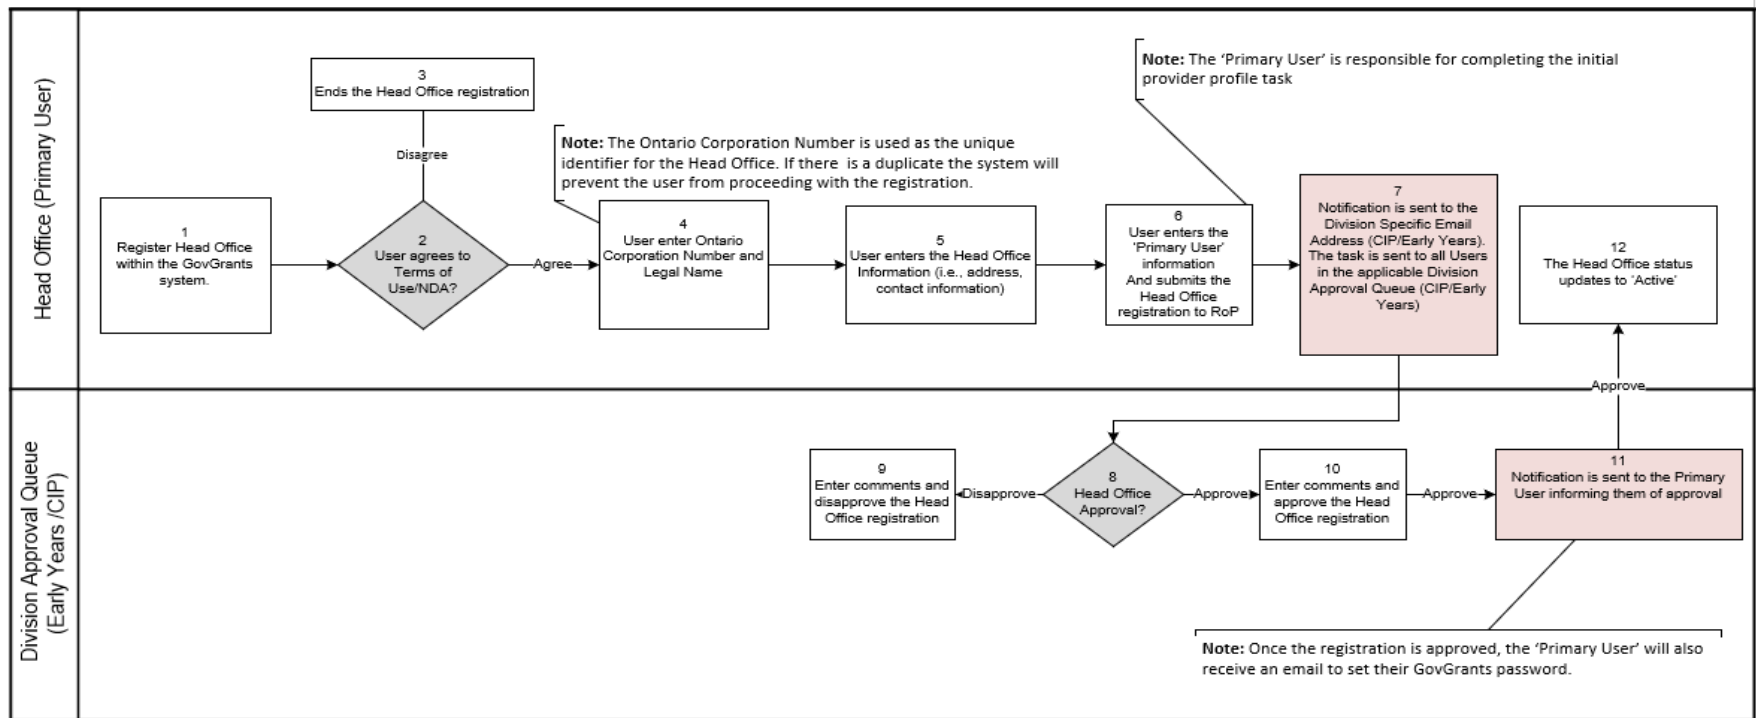 Head Office (Primary User)
3
Ends the Head Office registration
Disagree
1
Register Head Office
within the GovGrants
system.
2
User agrees to
Terms of
Use/NDA?
Agree
Note: The Ontario Corporation Number is used as the unique
identifier for the Head Office. If there is a duplicate the system will
prevent the user from proceeding with the registration.
4
User enter Ontario
Corporation Number and
Legal Name
5
User enters the Head Office
Information (i.e., address,
contact information)
Note: The ‘Primary User’ is responsible for completing the initial
provider profile task
6
User enters the
'Primary User'
information
And submits the
Head Office
registration to RoP
7
Notification is sent to the
Division Specific Email
Address (CIP/Early Years).
The task is sent to all Users
in the applicable Division
Approval Queue (CIP/Early
Years)
12
The Head Office status
updates to 'Active'
Approve
Division Approval Queue
(Early Years /CIP)
9
Enter comments and
disapprove the Head
Office registration
Disapprove
8
Head Office
Approval?
Approve
10
Enter comments and
approve the Head
Office registration
Approve
11
Notification is sent to the Primary
User informing them of approval
Note: Once the registration is approved, the ‘Primary User’ will also
receive an email to set their GovGrants password.